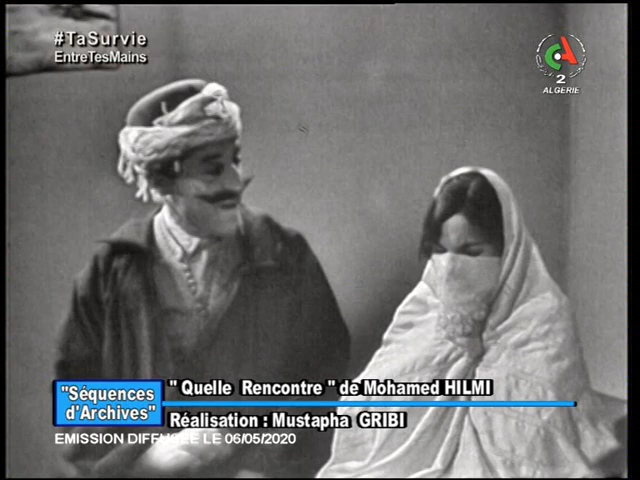 #TaSurvie
EntreTesMains
2
ALGERIE
"Séquences d'Archives"
" Quelle Rencontre " de Mohamed HILMI
Réalisation : Mustapha GRIBI
EMISSION DIFFUSÉE LE 06/05/2020